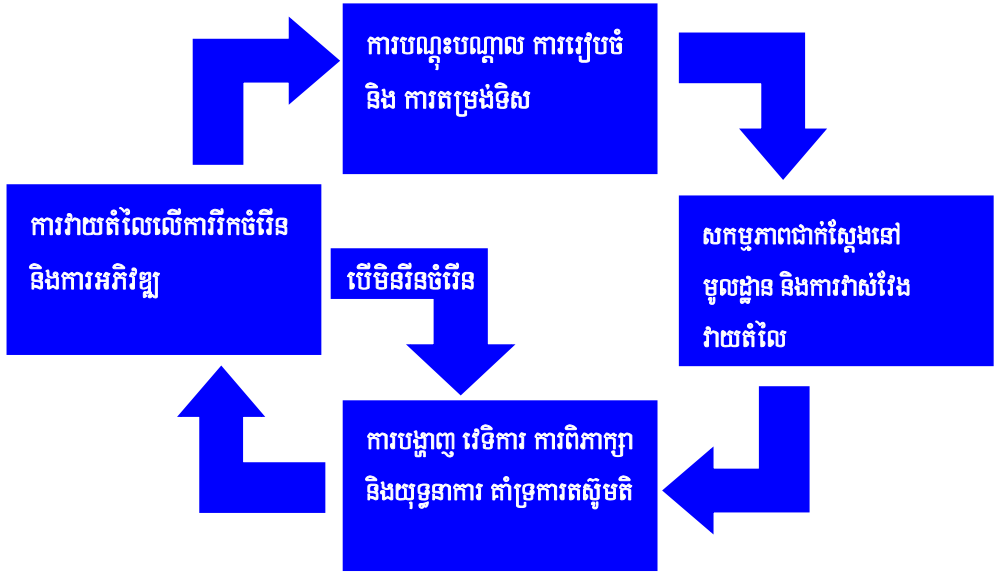 ការបណ្តុះបណ្តាល ការរៀបចំ
និង ការតម្រង់ទិស
សកម្មភាពជាក់ស្តែងនៅ
មូលដ្ឋាន និងការវាស់វែង
វាយតំលៃ
ការបង្ហាញ វេទិការ ការពិភាក្សា
និងយុទ្ធនាការ គាំទ្រការតស៊ូមតិ
ការវាយតំលៃលើការរីកចំរើន
និងការអភិវឌ្ឍ
បើមិនរីនចំរើន